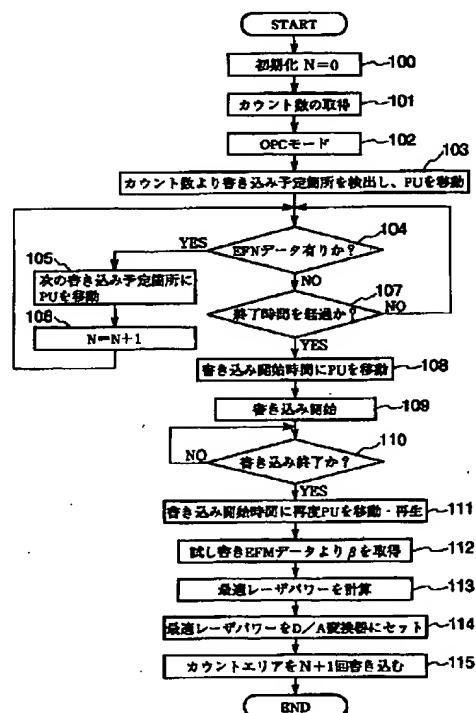 START
初期化 N=0
100
カウント数の取得
101
OPCモード
102
103
カウント数より書き込み予定箇所を検出し、PUを移動
YES
104
EFNデータ有りか?
105
次の書き込み予定箇所に
PUを移動
NO
107
終了時間を経過か?
NO
106
N=N+1
YES
書き込み開始時間にPUを移動
108
書き込み開始
109
110
NO
書き込み終了か?
YES
書き込み開始時間に再度PUを移動・再生
111
試し書きEFMデータよりβを取得
112
最適レーザパワーを計算
113
最適レーザパワーをD/A変換器にセット
114
カウントエリアをN+1回書き込む
115
END